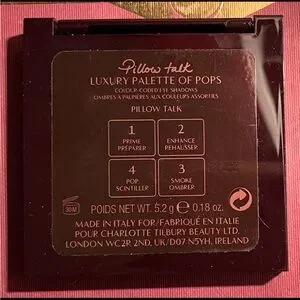 Pillow talk
LUXURY PALETTE OF POPS
COLOUR-CODED EYE SHADOWS
OMBRES À PAUPIÈRES AUX COULEURS ASSORTIES
PILLOW TALK
1
PRIME
PRÉPARER
2
ENHANCE
REHAUSSER
4
POP
SCINTILLER
3
SMOKE
OMBRER
30M
POIDS NET WT. 5.2 g ℮ 0.18 oz.
MADE IN ITALY FOR/FABRIQUÉ EN ITALIE
POUR CHARLOTTE TILBURY BEAUTY LTD.
LONDON WC2R 2ND, UK/D07 N5YH, IRELAND